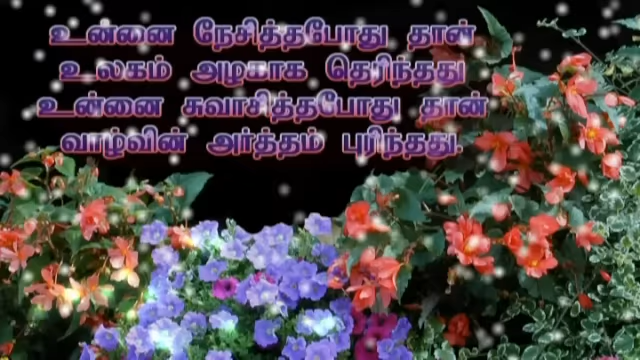 உன்னை நேசித்தபோது தான்
உலகம் அழகாக தெரிந்தது
உன்னை சுவாசித்தபோது தான்
வாழ்வின் அர்த்தம் புரிந்தது.